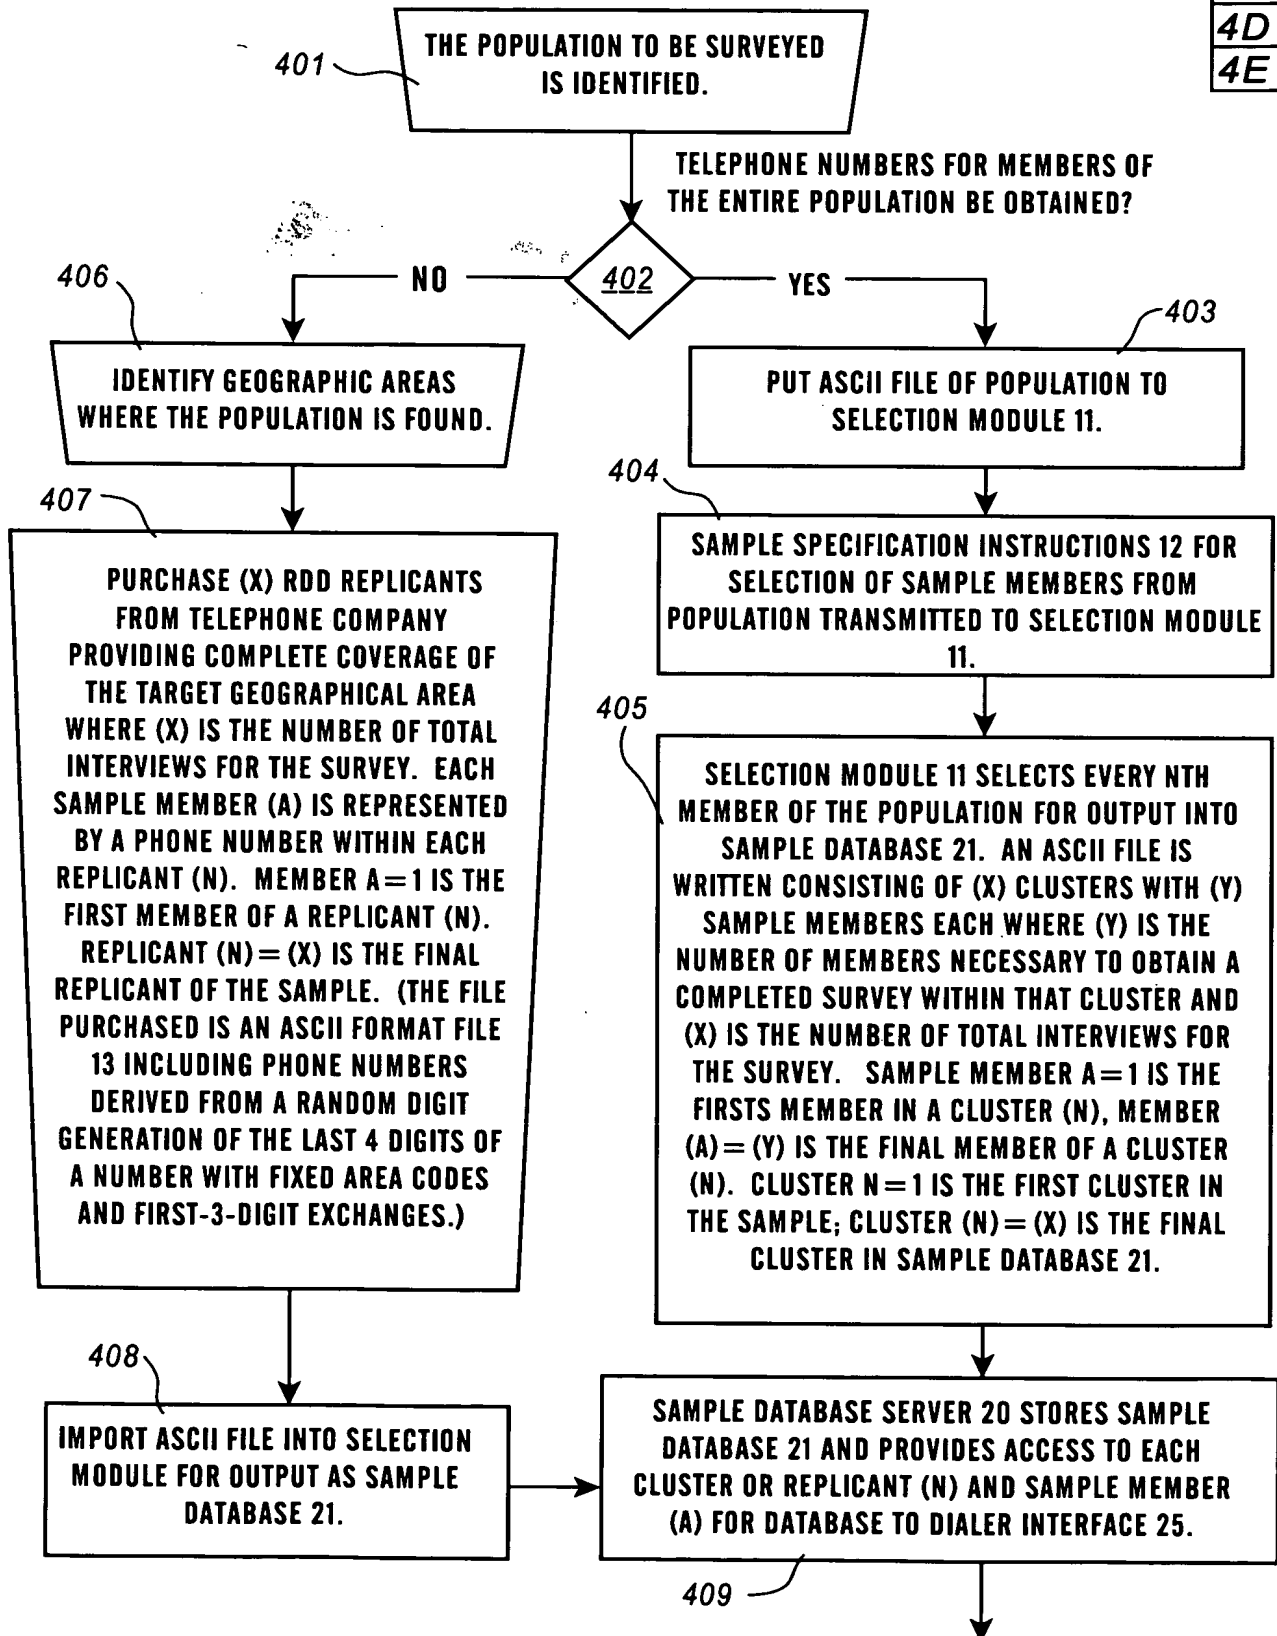 4D
4E
401
THE POPULATION TO BE SURVEYED
IS IDENTIFIED.
TELEPHONE NUMBERS FOR MEMBERS OF
THE ENTIRE POPULATION BE OBTAINED?
402
NO
YES
406
IDENTIFY GEOGRAPHIC AREAS
WHERE THE POPULATION IS FOUND.
403
PUT ASCII FILE OF POPULATION TO
SELECTION MODULE 11.
404
SAMPLE SPECIFICATION INSTRUCTIONS 12 FOR
SELECTION OF SAMPLE MEMBERS FROM
POPULATION TRANSMITTED TO SELECTION MODULE
11.
407
PURCHASE (X) RDD REPLICANTS
FROM TELEPHONE COMPANY
PROVIDING COMPLETE COVERAGE OF
THE TARGET GEOGRAPHICAL AREA
WHERE (X) IS THE NUMBER OF TOTAL
INTERVIEWS FOR THE SURVEY. EACH
SAMPLE MEMBER (A) IS REPRESENTED
BY A PHONE NUMBER WITHIN EACH
REPLICANT (N). MEMBER A=1 IS THE
FIRST MEMBER OF A REPLICANT (N).
REPLICANT (N)=(X) IS THE FINAL
REPLICANT OF THE SAMPLE. (THE FILE
PURCHASED IS AN ASCII FORMAT FILE
13 INCLUDING PHONE NUMBERS
DERIVED FROM A RANDOM DIGIT
GENERATION OF THE LAST 4 DIGITS OF
A NUMBER WITH FIXED AREA CODES
AND FIRST-3-DIGIT EXCHANGES.)
405
SELECTION MODULE 11 SELECTS EVERY NTH
MEMBER OF THE POPULATION FOR OUTPUT INTO
SAMPLE DATABASE 21. AN ASCII FILE IS
WRITTEN CONSISTING OF (X) CLUSTERS WITH (Y)
SAMPLE MEMBERS EACH WHERE (Y) IS THE
NUMBER OF MEMBERS NECESSARY TO OBTAIN A
COMPLETED SURVEY WITHIN THAT CLUSTER AND
(X) IS THE NUMBER OF TOTAL INTERVIEWS FOR
THE SURVEY. SAMPLE MEMBER A=1 IS THE
FIRSTS MEMBER IN A CLUSTER (N), MEMBER
(A)=(Y) IS THE FINAL MEMBER OF A CLUSTER
(N). CLUSTER N=1 IS THE FIRST CLUSTER IN
THE SAMPLE; CLUSTER (N)=(X) IS THE FINAL
CLUSTER IN SAMPLE DATABASE 21.
408
IMPORT ASCII FILE INTO SELECTION
MODULE FOR OUTPUT AS SAMPLE
DATABASE 21.
SAMPLE DATABASE SERVER 20 STORES SAMPLE
DATABASE 21 AND PROVIDES ACCESS TO EACH
CLUSTER OR REPLICANT (N) AND SAMPLE MEMBER
(A) FOR DATABASE TO DIALER INTERFACE 25.
409